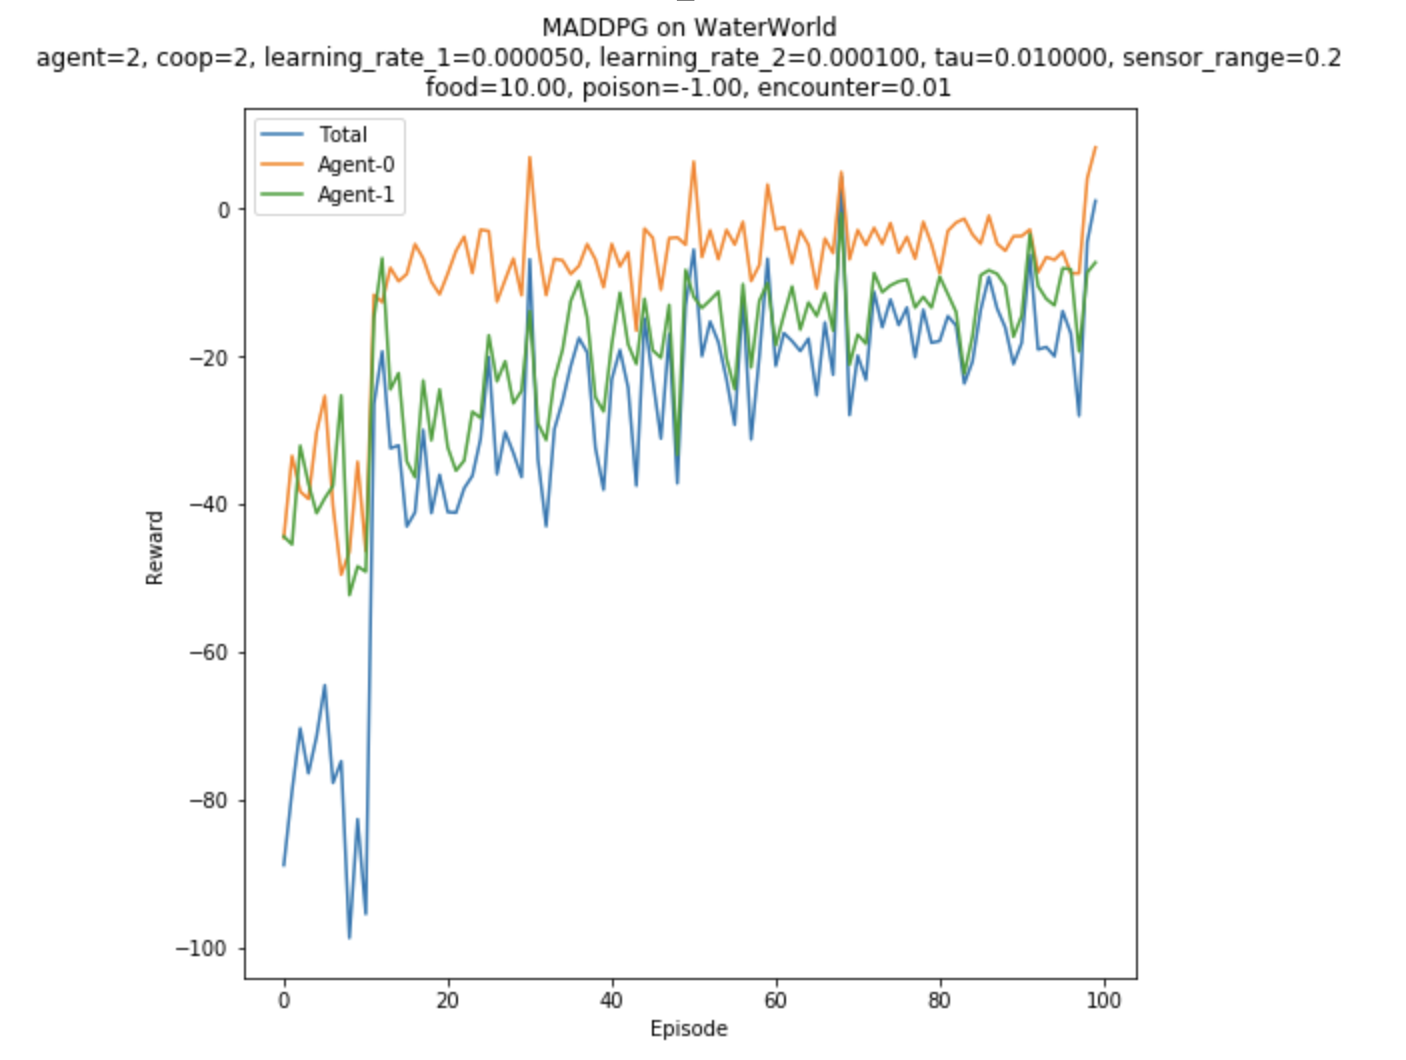 MADDPG on WaterWorld
agent=2, coop=2, learning_rate_1=0.000050, learning_rate_2=0.000100, tau=0.010000, sensor_range=0.2
food=10.00, poison=-1.00, encounter=0.01
Total
Agent-0
Agent-1
0
−20
−40
−60
−80
−100
Reward
0 20 40 60 80 100
Episode